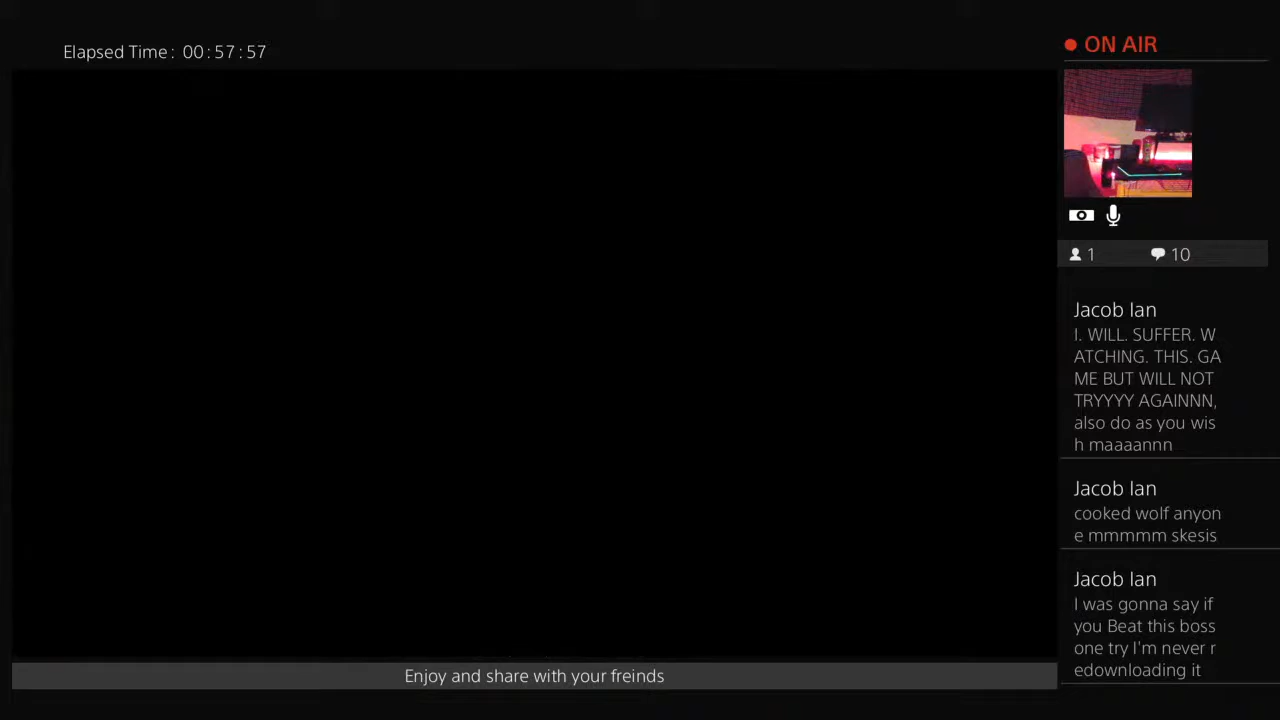 Elapsed Time: 00:57:57
ON AIR
1 10
Jacob Ian
I. WILL. SUFFER. W
ATCHING. THIS. GA
ME BUT WILL NOT
TRYYYY AGAINNN,
also do as you wis
h maaaannn
Jacob Ian
cooked wolf anyon
e mmmmm skesis
Jacob Ian
I was gonna say if
you Beat this boss
one try I'm never r
edownloading it
Enjoy and share with your freinds